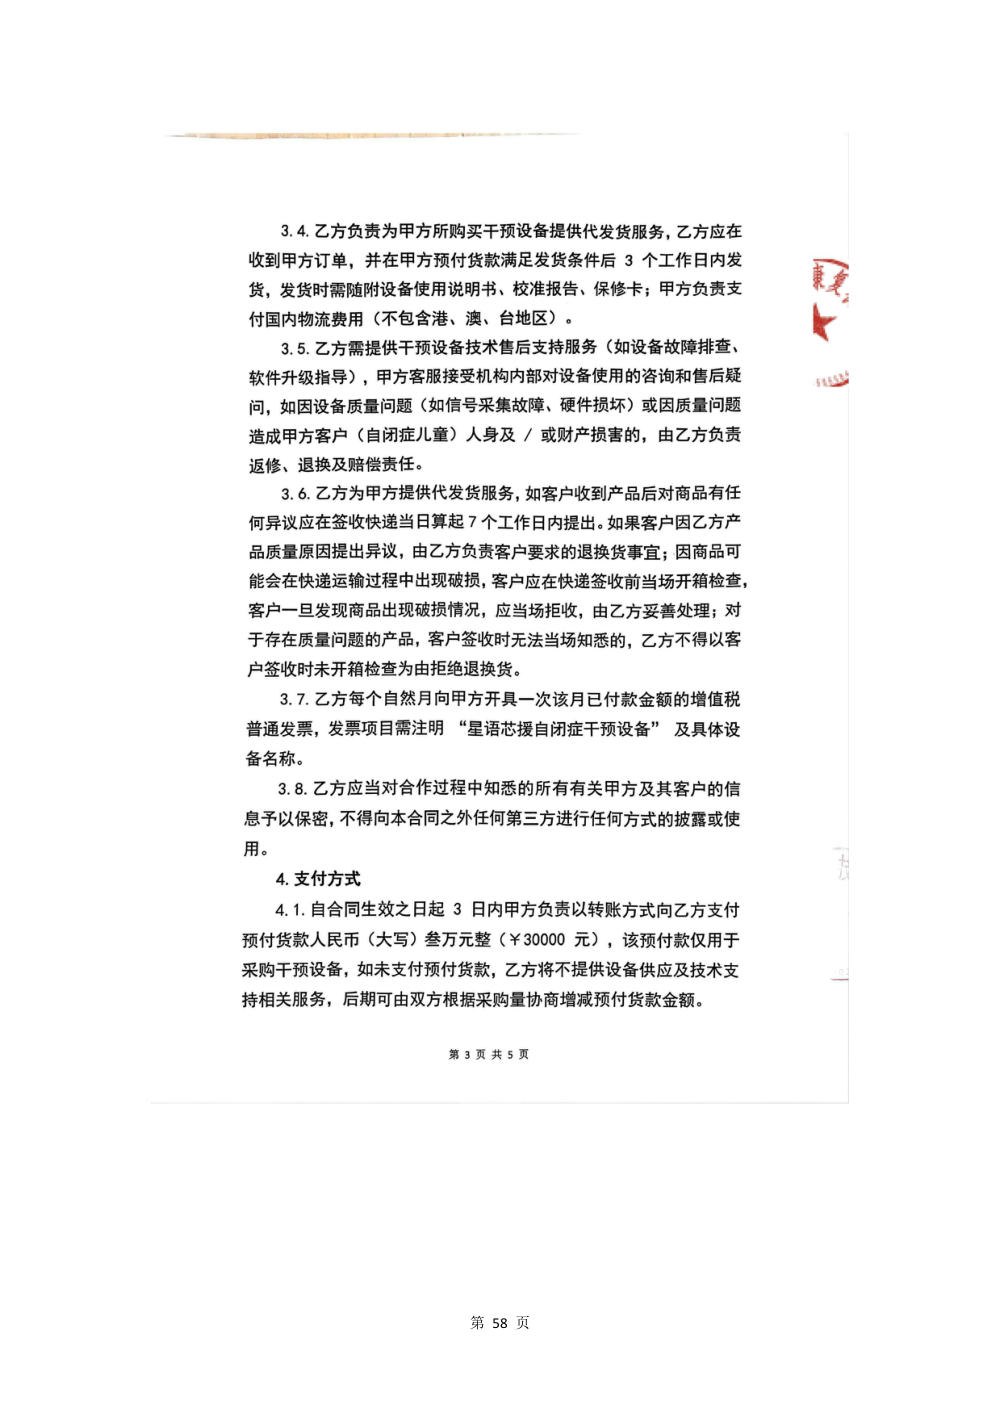 3.4.乙方负责为甲方所购买干预设备提供代发货服务，乙方应在
收到甲方订单，并在甲方预付货款满足发货条件后 3 个工作日内发
货，发货时需随附设备使用说明书、校准报告、保修卡；甲方负责支
付国内物流费用（不包含港、澳、台地区）。
3.5.乙方需提供干预设备技术售后支持服务（如设备故障排查、
软件升级指导），甲方客服接受机构内部对设备使用的咨询和售后疑
问，如因设备质量问题（如信号采集故障、硬件损坏）或因质量问题
造成甲方客户（自闭症儿童）人身及 / 或财产损害的，由乙方负责
返修、退换及赔偿责任。
3.6.乙方为甲方提供代发货服务，如客户收到产品后对商品有任
何异议应在签收快递当日算起 7 个工作日内提出。如果客户因乙方产
品质量原因提出异议，由乙方负责客户要求的退换货事宜；因商品可
能会在快递运输过程中出现破损，客户应在快递签收前当场开箱检查，
客户一旦发现商品出现破损情况，应当场拒收，由乙方妥善处理；对
于存在质量问题的产品，客户签收时无法当场知悉的，乙方不得以客
户签收时未开箱检查为由拒绝退换货。
3.7.乙方每个自然月向甲方开具一次该月已付款金额的增值税
普通发票，发票项目需注明 “星语芯援自闭症干预设备” 及具体设
备名称。
3.8.乙方应当对合作过程中知悉的所有有关甲方及其客户的信
息予以保密，不得向本合同之外任何第三方进行任何方式的披露或使
用。
4.支付方式
4.1.自合同生效之日起 3 日内甲方负责以转账方式向乙方支付
预付货款人民币（大写）叁万元整（￥30000 元），该预付款仅用于
采购干预设备，如未支付预付货款，乙方将不提供设备供应及技术支
持相关服务，后期可由双方根据采购量协商增减预付货款金额。
第 3 页 共 5 页
康复
第 58 页